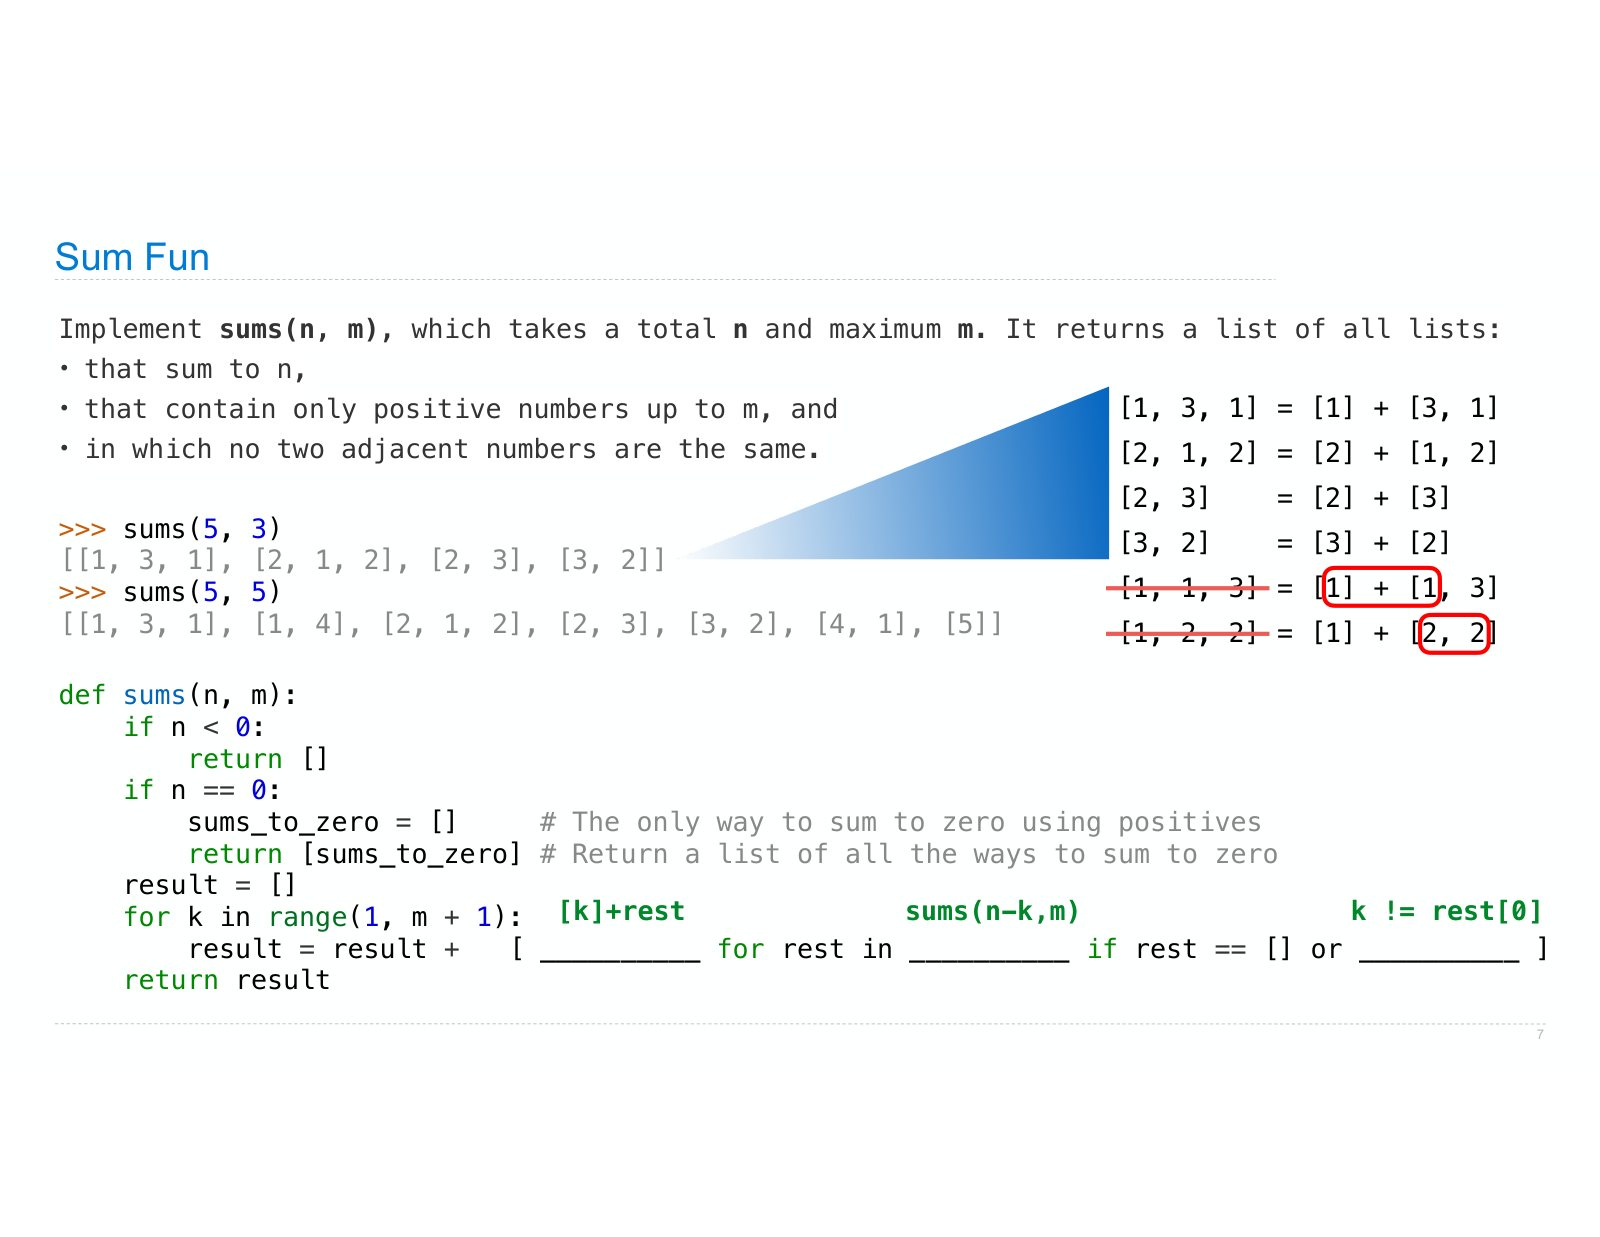 Sum Fun
Implement sums(n, m), which takes a total n and maximum m. It returns a list of all lists:
• that sum to n,
• that contain only positive numbers up to m, and
• in which no two adjacent numbers are the same.
[1, 3, 1] = [1] + [3, 1]
[2, 1, 2] = [2] + [1, 2]
[2, 3] = [2] + [3]
[3, 2] = [3] + [2]
[1, 1, 3] = [1] + [1, 3]
[1, 2, 2] = [1] + [2, 2]
>>> sums(5, 3)
[[1, 3, 1], [2, 1, 2], [2, 3], [3, 2]]
>>> sums(5, 5)
[[1, 3, 1], [1, 4], [2, 1, 2], [2, 3], [3, 2], [4, 1], [5]]
def sums(n, m):
    if n < 0:
        return []
    if n == 0:
        sums_to_zero = []     # The only way to sum to zero using positives
        return [sums_to_zero] # Return a list of all the ways to sum to zero
    result = []
    for k in range(1, m + 1):
[k]+rest sums(n−k,m) k != rest[0]
        result = result +   [ __________ for rest in __________ if rest == [] or __________ ]
    return result
7